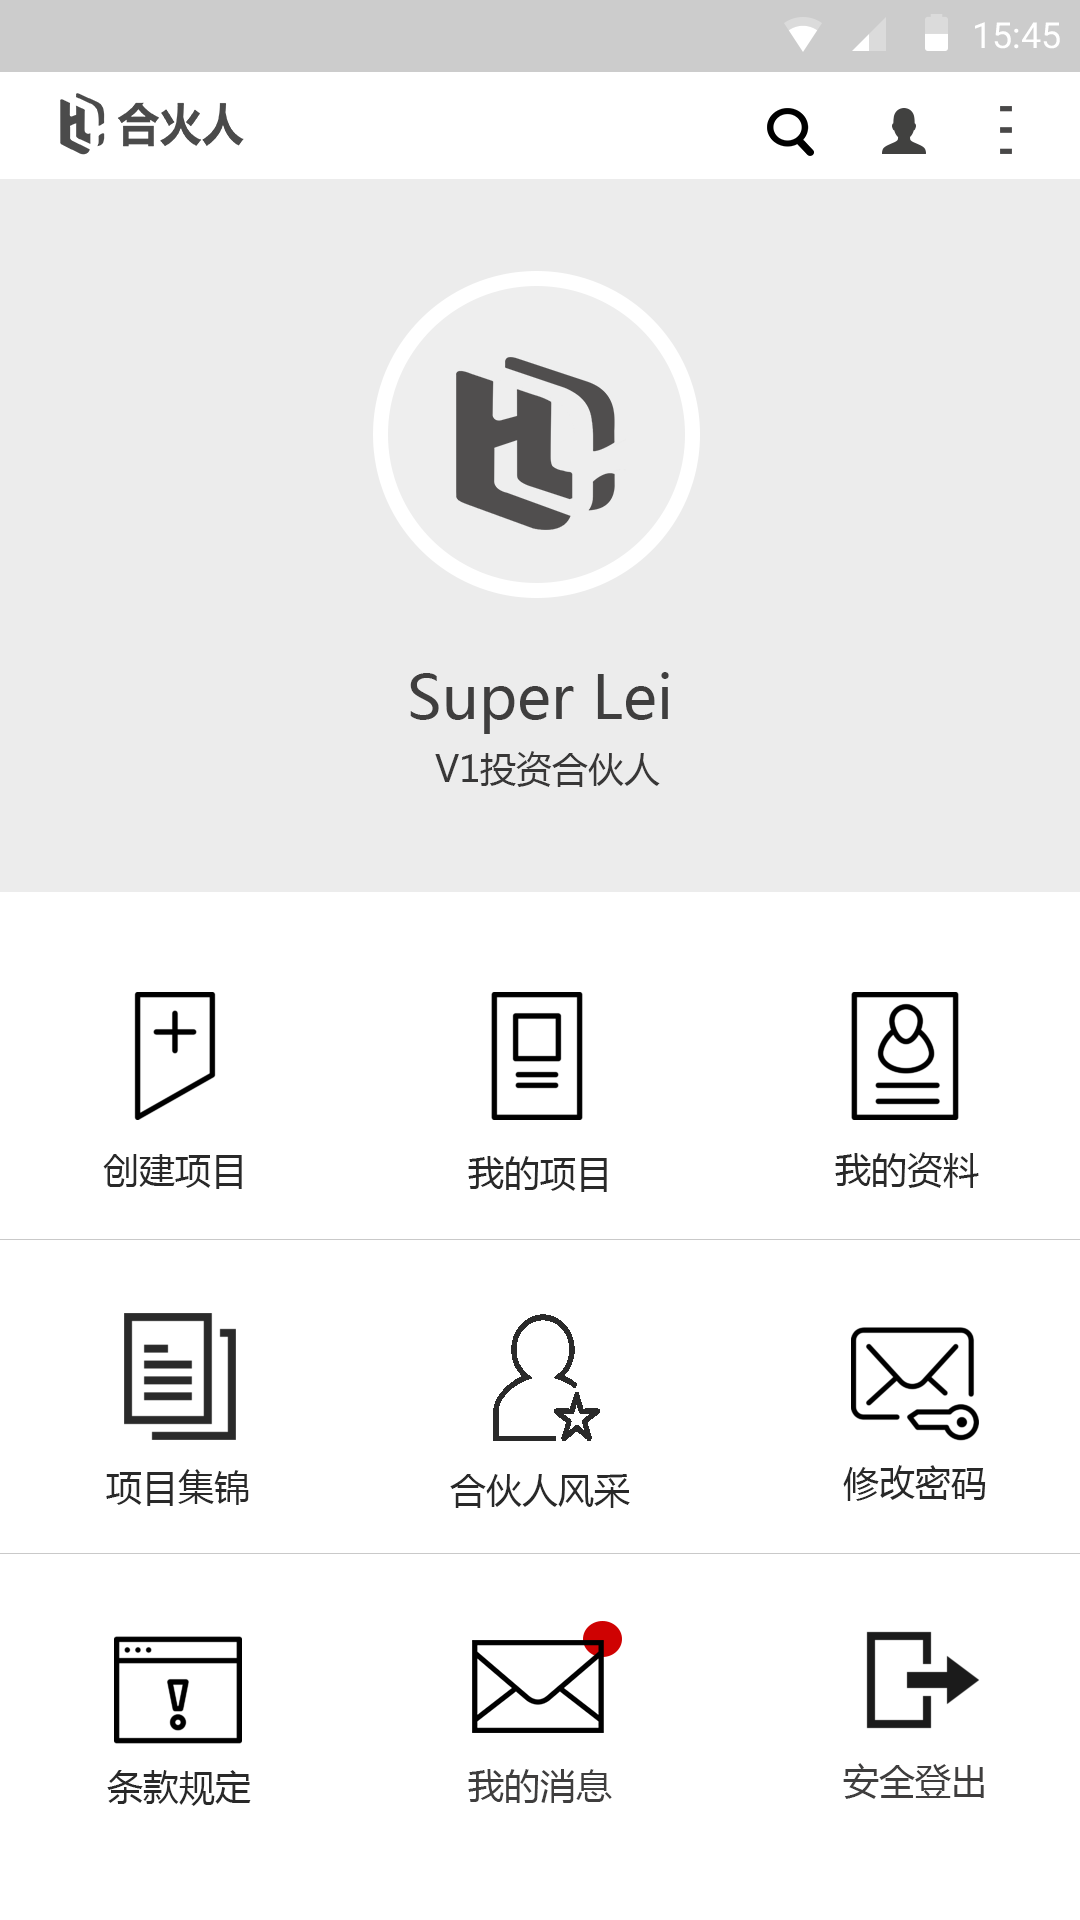 15:45
合火人
Super Lei
V1投资合伙人
创建项目
我的项目
我的资料
项目集锦
合伙人风采
修改密码
条款规定
我的消息
安全登出